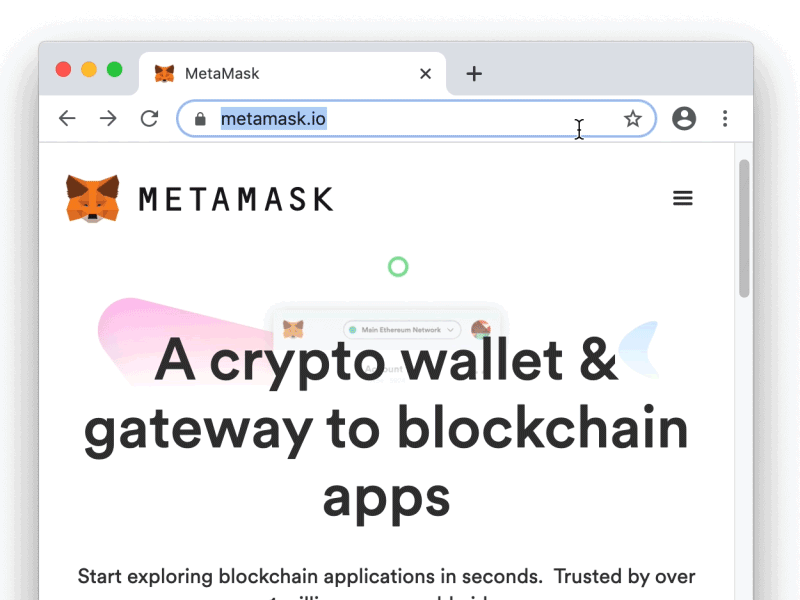 MetaMask
metamask.io
METAMASK
Main Ethereum Network
Account
A crypto wallet &
gateway to blockchain
apps
Start exploring blockchain applications in seconds. Trusted by over